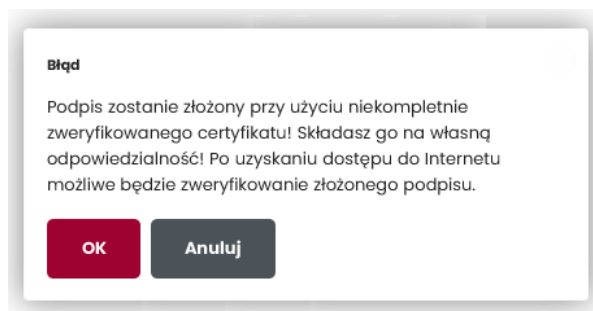 Błąd
Podpis zostanie złożony przy użyciu niekompletnie
zweryfikowanego certyfikatu! Składasz go na własną
odpowiedzialność! Po uzyskaniu dostępu do Internetu
możliwe będzie zweryfikowanie złożonego podpisu.
OK Anuluj